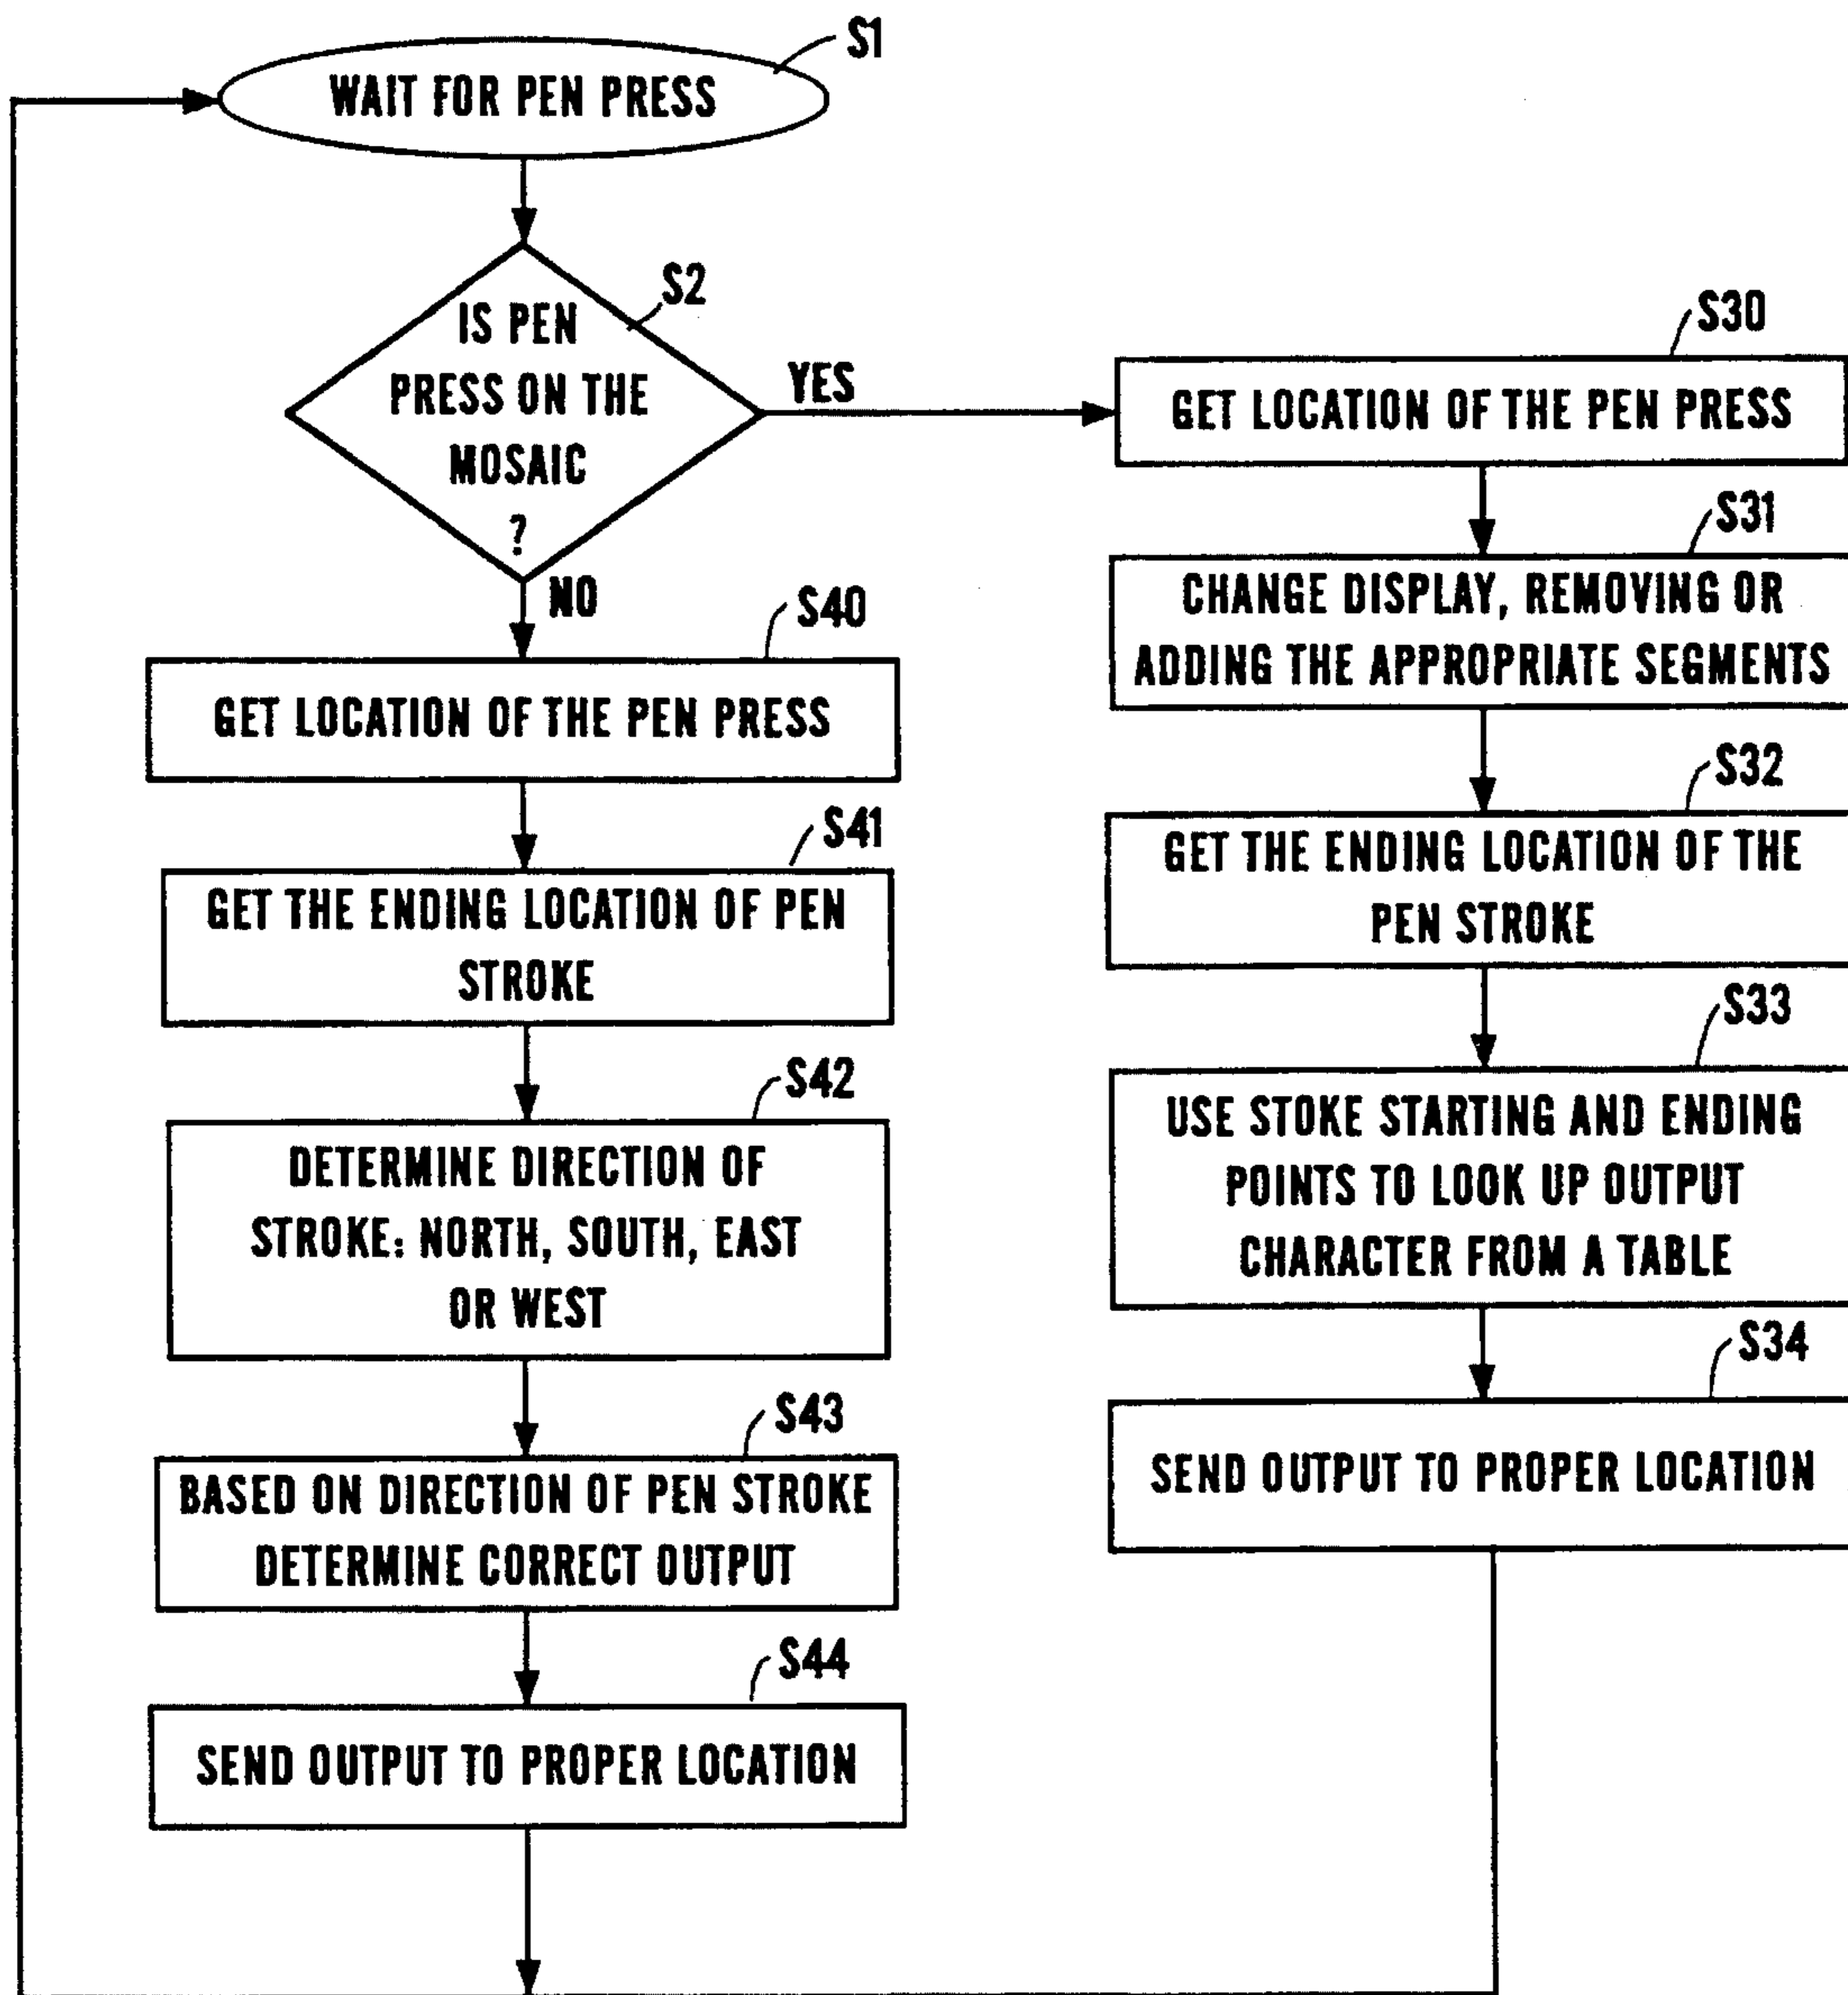 S1
WAIT FOR PEN PRESS
S2
IS PEN
PRESS ON THE
MOSAIC
?
YES
NO
S40
GET LOCATION OF THE PEN PRESS
S41
GET THE ENDING LOCATION OF PEN
STROKE
S42
DETERMINE DIRECTION OF
STROKE: NORTH, SOUTH, EAST
OR WEST
S43
BASED ON DIRECTION OF PEN STROKE
DETERMINE CORRECT OUTPUT
S44
SEND OUTPUT TO PROPER LOCATION
S30
GET LOCATION OF THE PEN PRESS
S31
CHANGE DISPLAY, REMOVING OR
ADDING THE APPROPRIATE SEGMENTS
S32
GET THE ENDING LOCATION OF THE
PEN STROKE
S33
USE STOKE STARTING AND ENDING
POINTS TO LOOK UP OUTPUT
CHARACTER FROM A TABLE
S34
SEND OUTPUT TO PROPER LOCATION